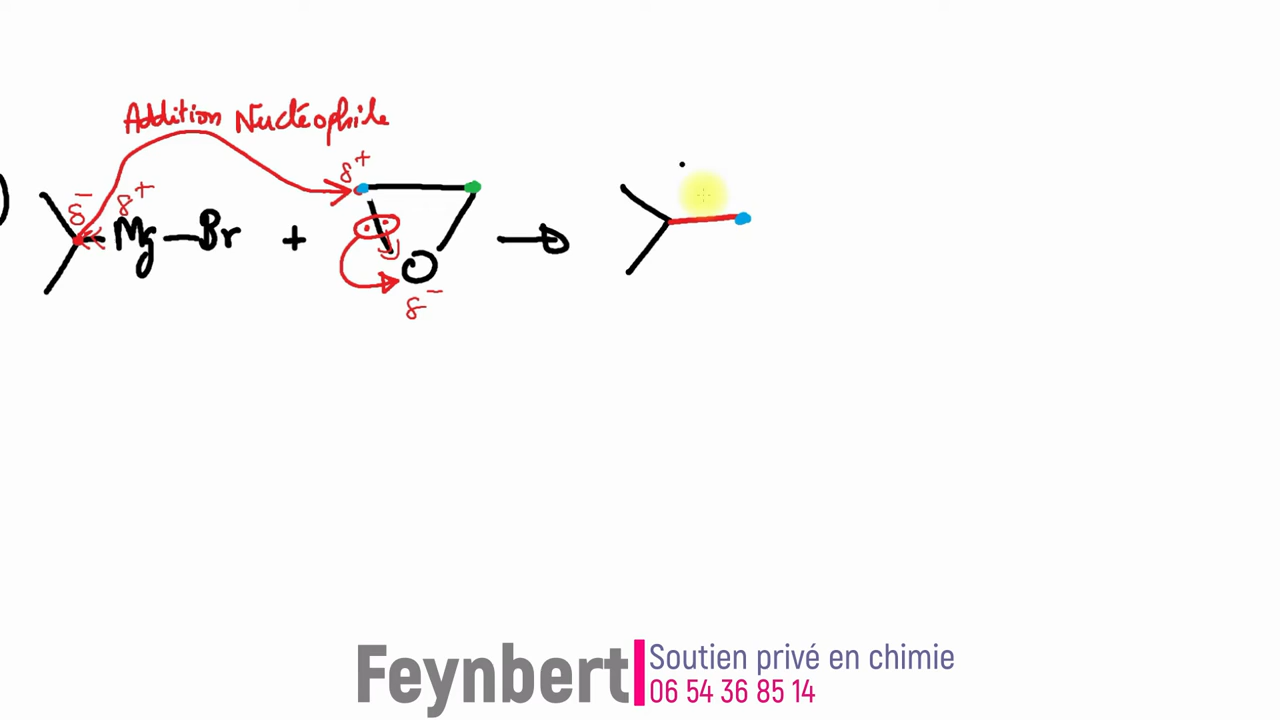 Addition Nucléophile
δ+
δ- δ+
) Mg—Br + O →
δ-
Feynbert
Soutien privé en chimie
06 54 36 85 14